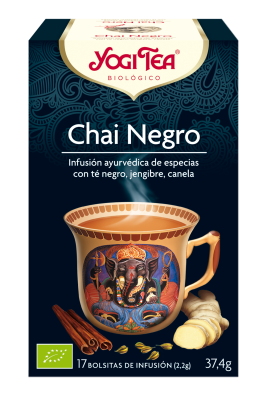 YOGI TEA®
BIOLÓGICO
Chai Negro
Infusión ayurvédica de especias
con té negro, jengibre, canela
17 BOLSITAS DE INFUSIÓN (2,2g) 37,4g